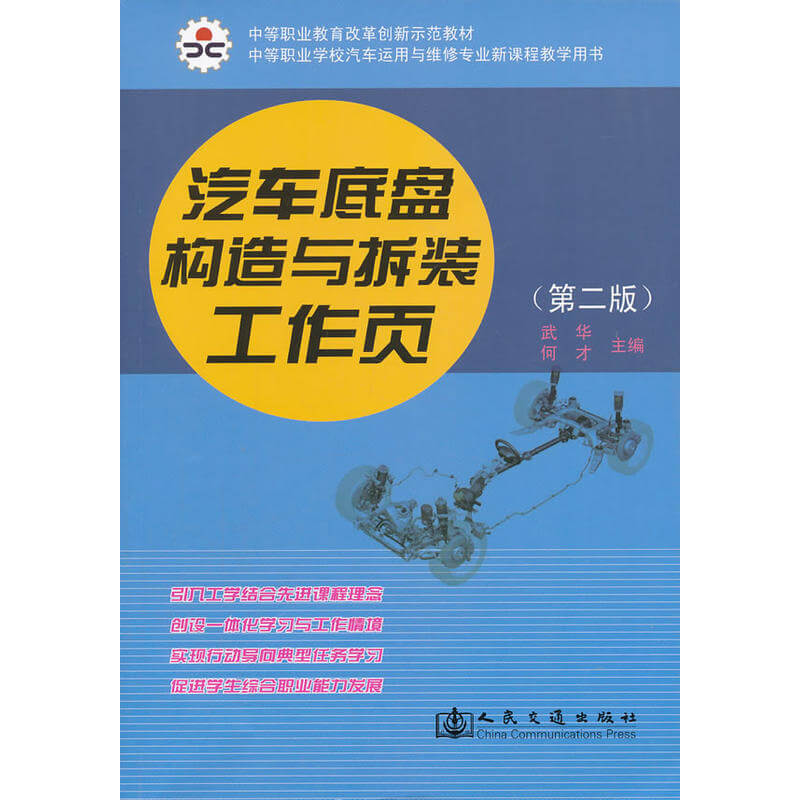 中等职业教育改革创新示范教材
中等职业学校汽车运用与维修专业新课程教学用书
汽车底盘
构造与拆装
工作页
（第二版）
武华
何才 主编
引入工学结合先进课程理念
创设一体化学习与工作情境
实现行动导向典型任务学习
促进学生综合职业能力发展
人民交通出版社
China Communications Press